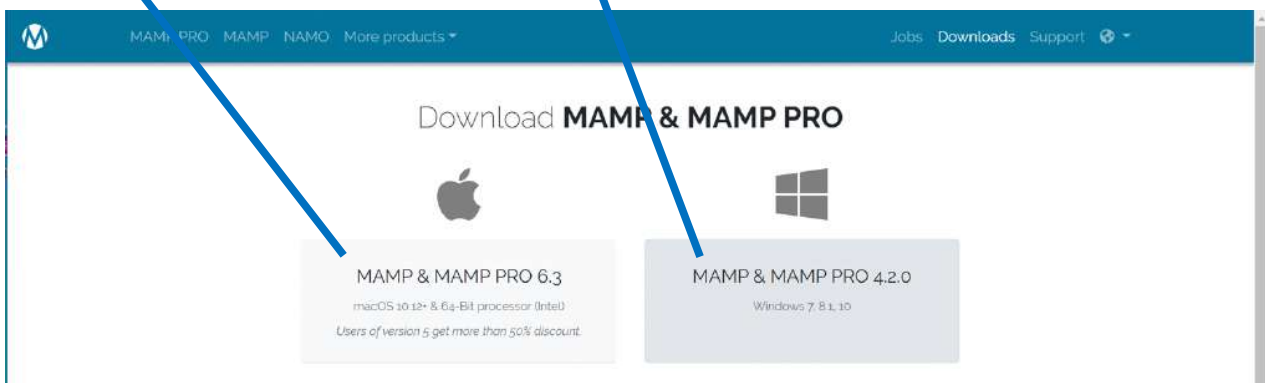 MAMP PRO MAMP NAMO More products Jobs Downloads Support
Download MAMP & MAMP PRO
MAMP & MAMP PRO 6.3
macOS 10.12+ & 64-Bit processor (Intel)
Users of version 5 get more than 50% discount.
MAMP & MAMP PRO 4.2.0
Windows 7, 8.1, 10